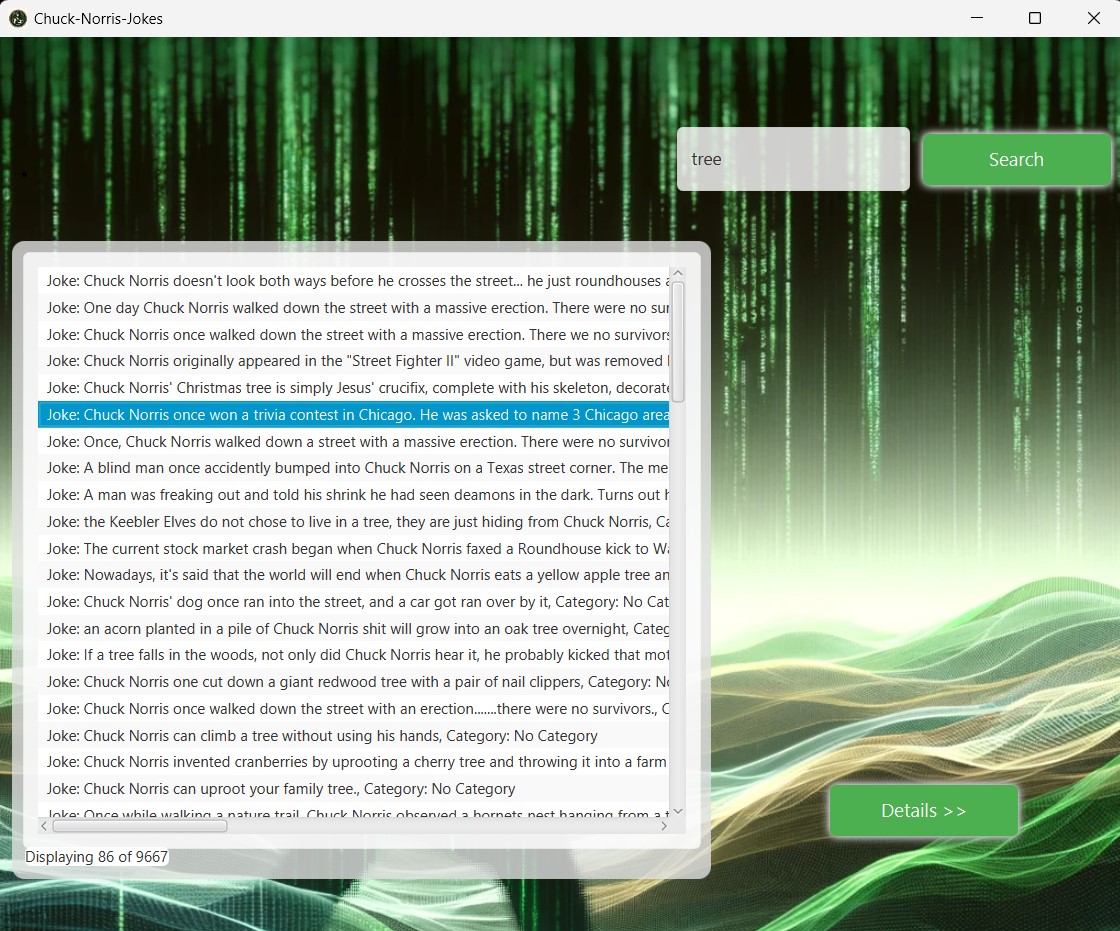 Chuck-Norris-Jokes
tree
Search
Joke: Chuck Norris doesn't look both ways before he crosses the street... he just roundhouses
Joke: One day Chuck Norris walked down the street with a massive erection. There were no sur
Joke: Chuck Norris once walked down the street with a massive erection. There we no survivors
Joke: Chuck Norris originally appeared in the "Street Fighter II" video game, but was removed
Joke: Chuck Norris' Christmas tree is simply Jesus' crucifix, complete with his skeleton, decorate
Joke: Chuck Norris once won a trivia contest in Chicago. He was asked to name 3 Chicago area
Joke: Once, Chuck Norris walked down a street with a massive erection. There were no survivor
Joke: A blind man once accidently bumped into Chuck Norris on a Texas street corner. The me
Joke: A man was freaking out and told his shrink he had seen deamons in the dark. Turns out h
Joke: the Keebler Elves do not chose to live in a tree, they are just hiding from Chuck Norris, Ca
Joke: The current stock market crash began when Chuck Norris faxed a Roundhouse kick to Wa
Joke: Nowadays, it's said that the world will end when Chuck Norris eats a yellow apple tree an
Joke: Chuck Norris' dog once ran into the street, and a car got ran over by it, Category: No Cat
Joke: an acorn planted in a pile of Chuck Norris shit will grow into an oak tree overnight, Categ
Joke: If a tree falls in the woods, not only did Chuck Norris hear it, he probably kicked that mot
Joke: Chuck Norris one cut down a giant redwood tree with a pair of nail clippers, Category: No
Joke: Chuck Norris once walked down the street with an erection.......there were no survivors., C
Joke: Chuck Norris can climb a tree without using his hands, Category: No Category
Joke: Chuck Norris invented cranberries by uprooting a cherry tree and throwing it into a farm
Joke: Chuck Norris can uproot your family tree., Category: No Category
Joke: Once while walking a nature trail, Chuck Norris observed a hornets nest hanging from a t
Details >>
Displaying 86 of 9667